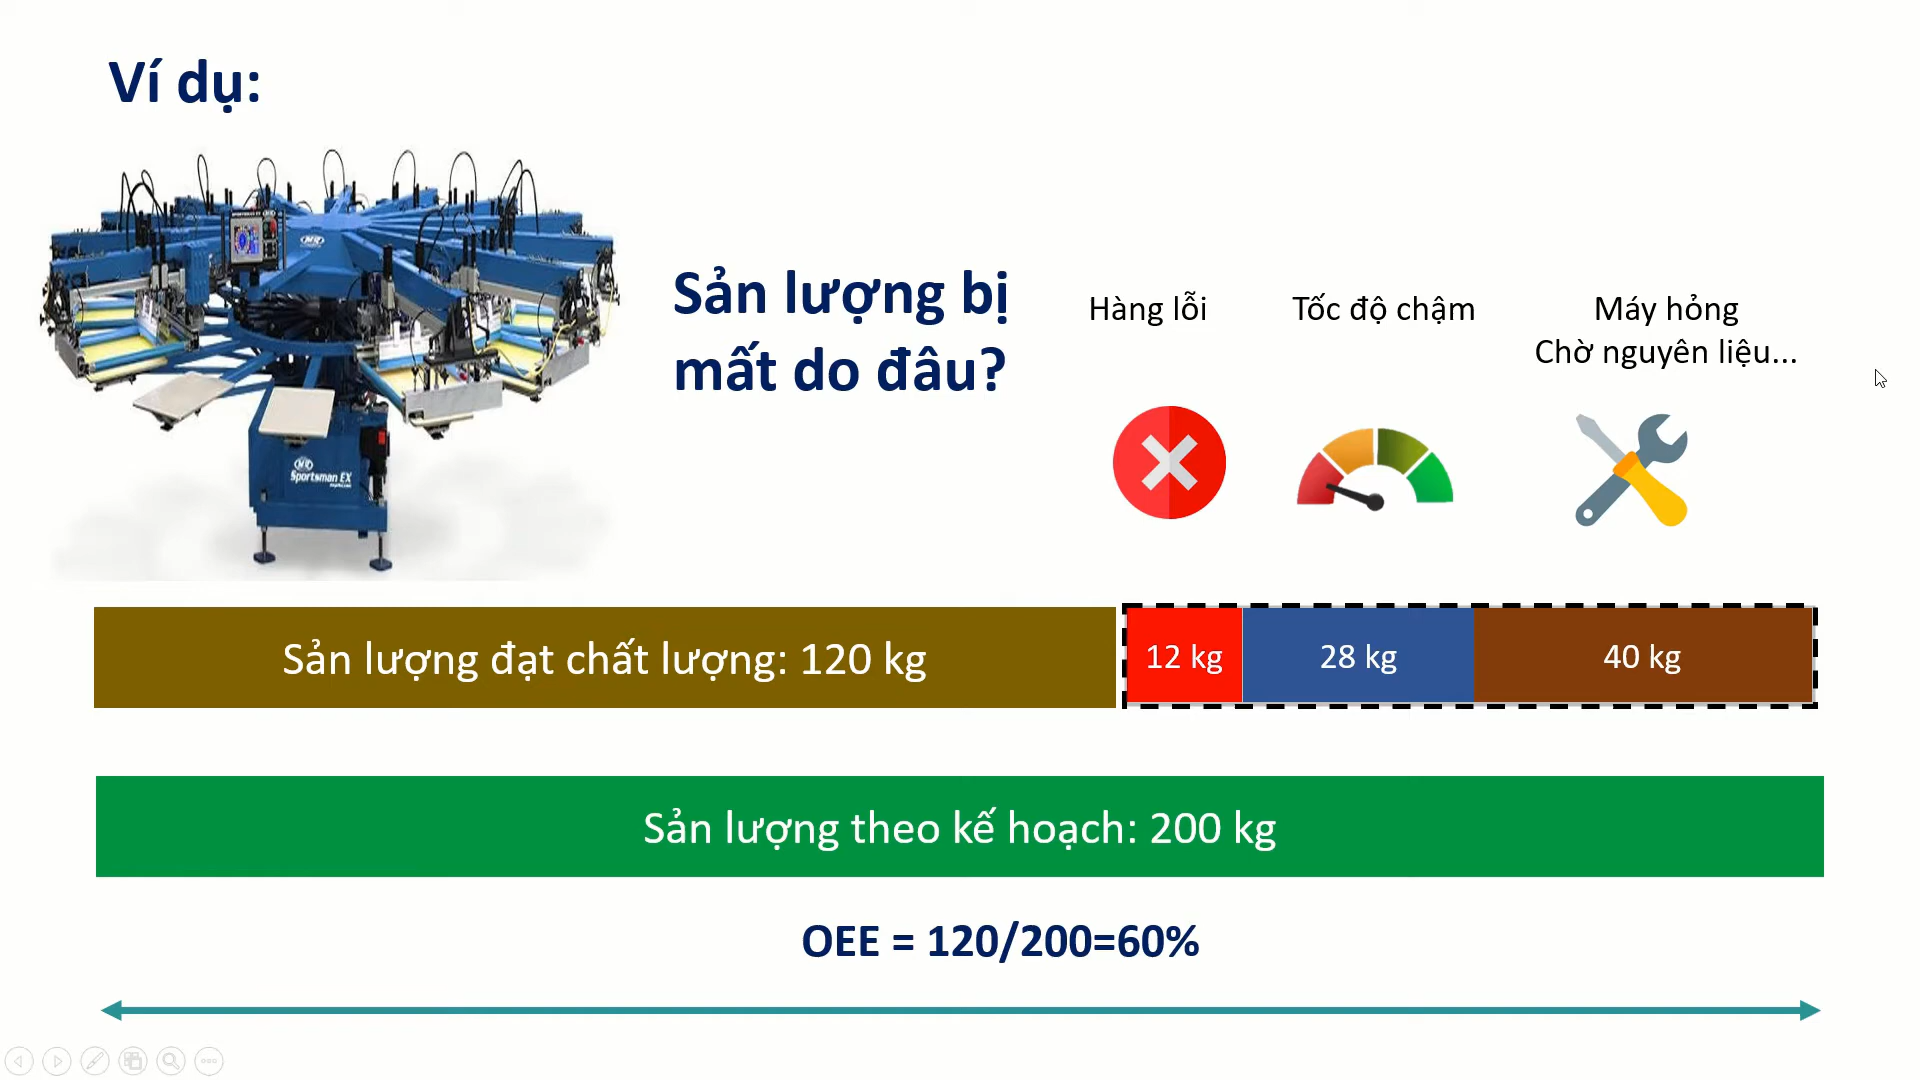 Ví dụ:
Sportsman EX
Sản lượng bị
mất do đâu?
Hàng lỗi
Tốc độ chậm
Máy hỏng
Chờ nguyên liệu...
Sản lượng đạt chất lượng: 120 kg
12 kg
28 kg
40 kg
Sản lượng theo kế hoạch: 200 kg
OEE = 120/200=60%